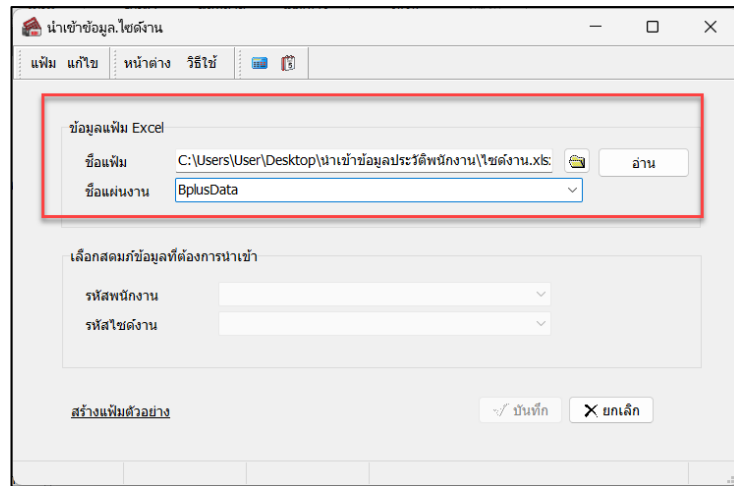 นำเข้าข้อมูล.ไซด์งาน
แฟ้ม แก้ไข หน้าต่าง วิธีใช้
ข้อมูลแฟ้ม Excel
ชื่อแฟ้ม C:\Users\User\Desktop\นำเข้าข้อมูลประวัติพนักงาน\ไซด์งาน.xls อ่าน
ชื่อแผ่นงาน BplusData
เลือกสดมภ์ข้อมูลที่ต้องการนำเข้า
รหัสพนักงาน
รหัสไซด์งาน
สร้างแฟ้มตัวอย่าง บันทึก ยกเลิก